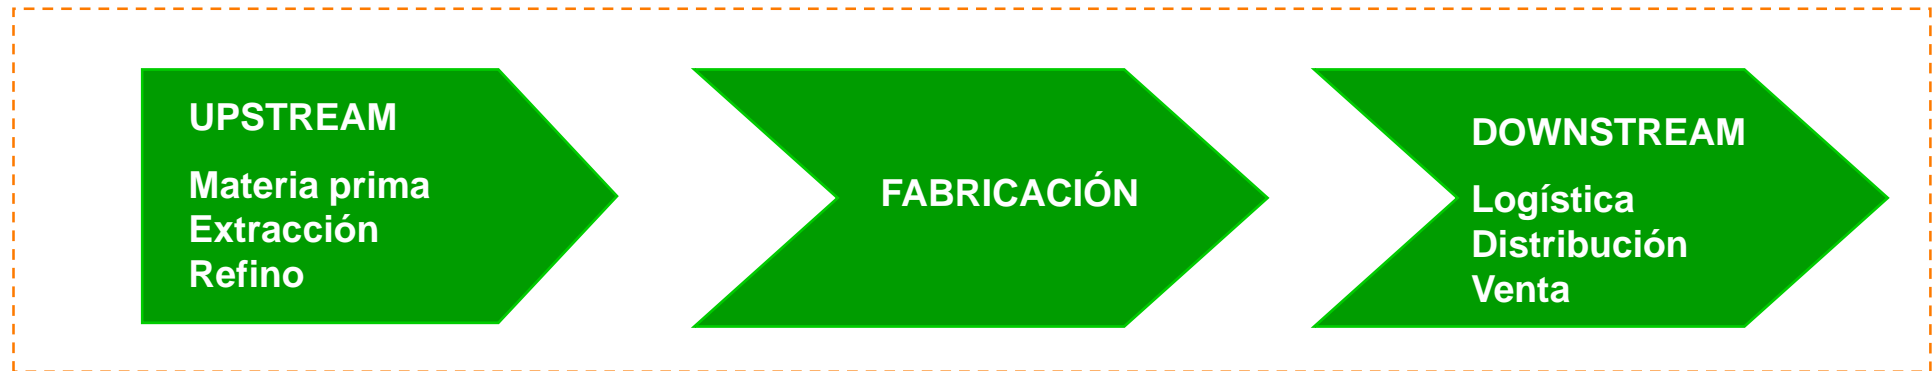 UPSTREAM
Materia prima
Extracción
Refino
FABRICACIÓN
DOWNSTREAM
Logística
Distribución
Venta